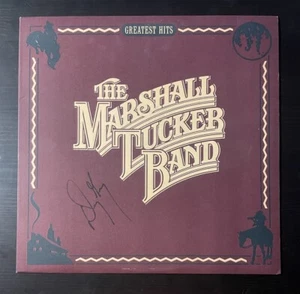 GREATEST HITS
THE
MARSHALL
TUCKER
BAND